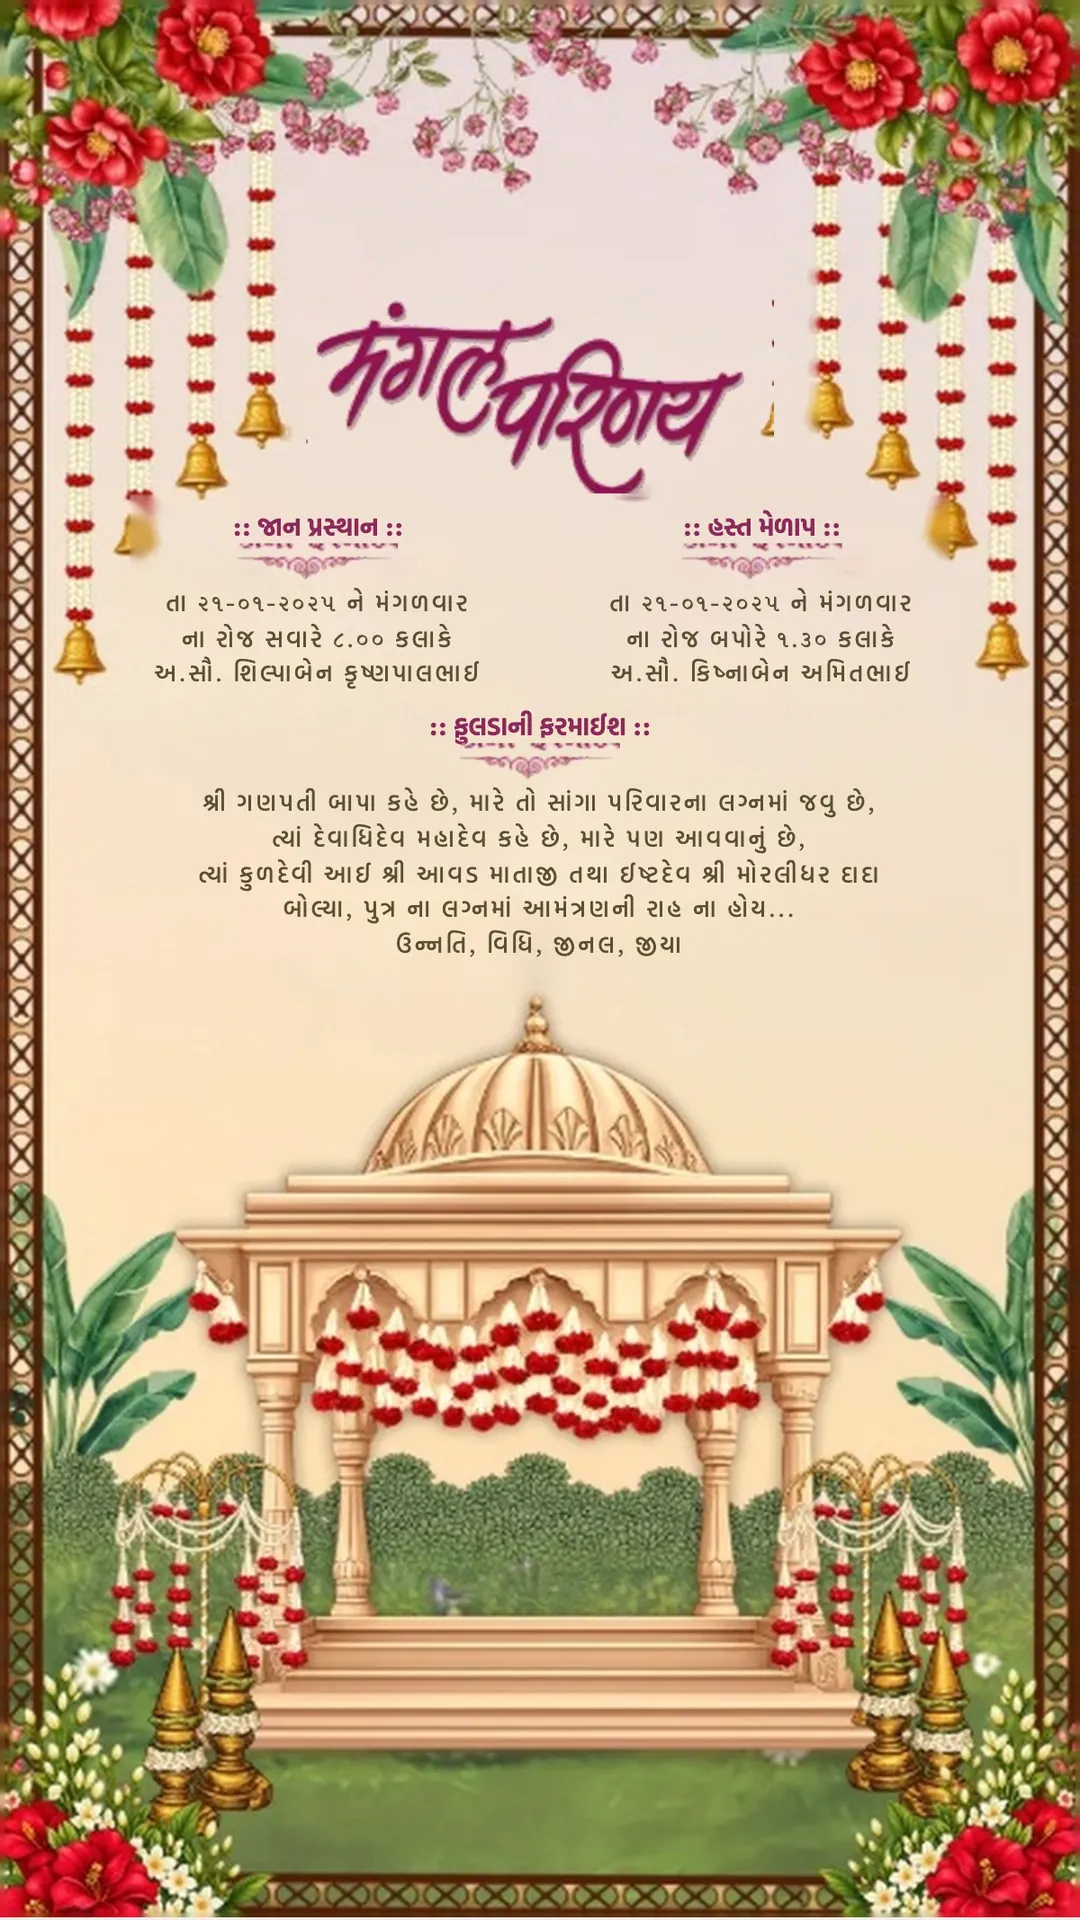 मंगल परिणय
:: જાન પ્રસ્થાન ::
તા ૨૧-૦૧-૨૦૨૫ ને મંગળવાર
ના રોજ સવારે ૮.૦૦ કલાકે
અ.સૌ. શિલ્પાબેન કૃષ્ણપાલભાઈ
:: હસ્ત મેળાપ ::
તા ૨૧-૦૧-૨૦૨૫ ને મંગળવાર
ના રોજ બપોરે ૧.૩૦ કલાકે
અ.સૌ. કિષ્નાબેન અમિતભાઈ
:: ફુલડાની ફરમાઈશ ::
શ્રી ગણપતી બાપા કહે છે, મારે તો સાંગા પરિવારના લગ્નમાં જવુ છે,
ત્યાં દેવાધિદેવ મહાદેવ કહે છે, મારે પણ આવવાનું છે,
ત્યાં કુળદેવી આઈ શ્રી આવડ માતાજી તથા ઈષ્ટદેવ શ્રી મોરલીધર દાદા
બોલ્યા, પુત્ર ના લગ્નમાં આમંત્રણની રાહ ના હોય...
ઉન્નતિ, વિધિ, જીનલ, જીયા